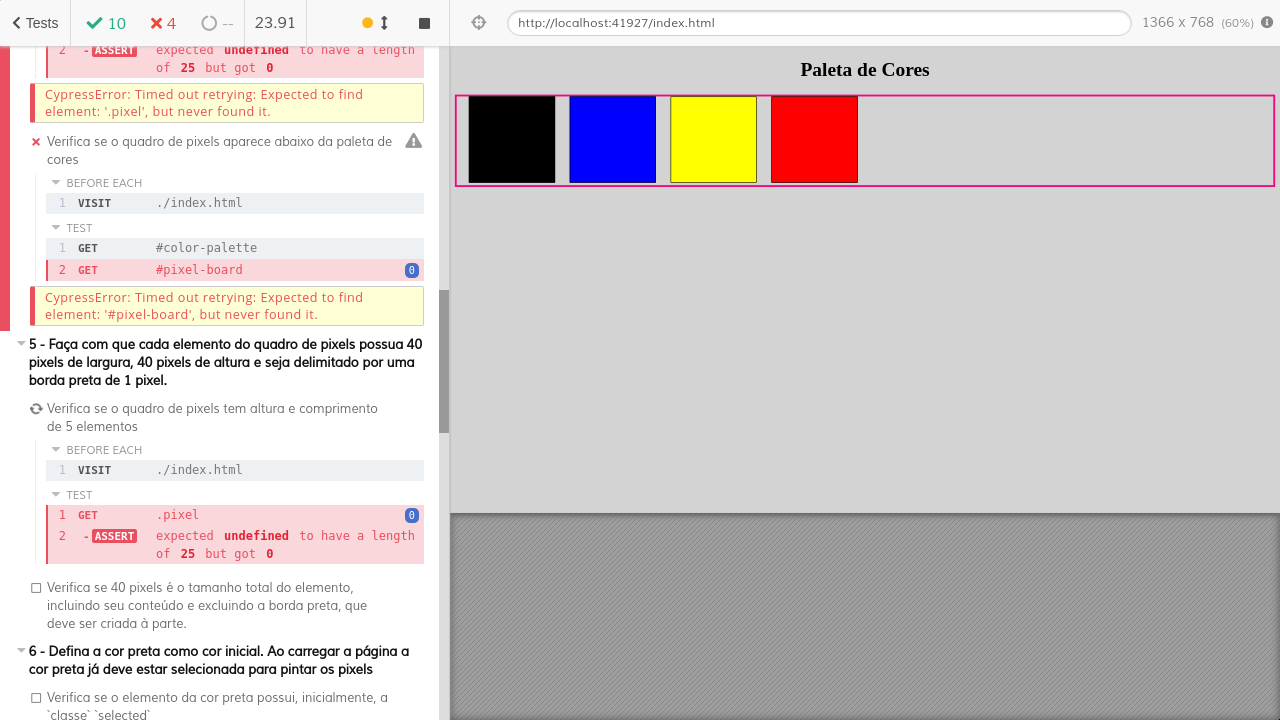 Tests
10
4
--
23.91
http://localhost:41927/index.html
1366 x 768 (60%)
2 - ASSERT expected undefined to have a length
of 25 but got 0
CypressError: Timed out retrying: Expected to find
element: '.pixel', but never found it.
Verifica se o quadro de pixels aparece abaixo da paleta de
cores
BEFORE EACH
1 VISIT ./index.html
TEST
1 GET #color-palette
2 GET #pixel-board 0
CypressError: Timed out retrying: Expected to find
element: '#pixel-board', but never found it.
5 - Faça com que cada elemento do quadro de pixels possua 40
pixels de largura, 40 pixels de altura e seja delimitado por uma
borda preta de 1 pixel.
Verifica se o quadro de pixels tem altura e comprimento
de 5 elementos
BEFORE EACH
1 VISIT ./index.html
TEST
1 GET .pixel 0
2 - ASSERT expected undefined to have a length
of 25 but got 0
Verifica se 40 pixels é o tamanho total do elemento,
incluindo seu conteúdo e excluindo a borda preta, que
deve ser criada à parte.
6 - Defina a cor preta como cor inicial. Ao carregar a página a
cor preta já deve estar selecionada para pintar os pixels
Verifica se o elemento da cor preta possui, inicialmente, a
`classe` `selected`
Paleta de Cores